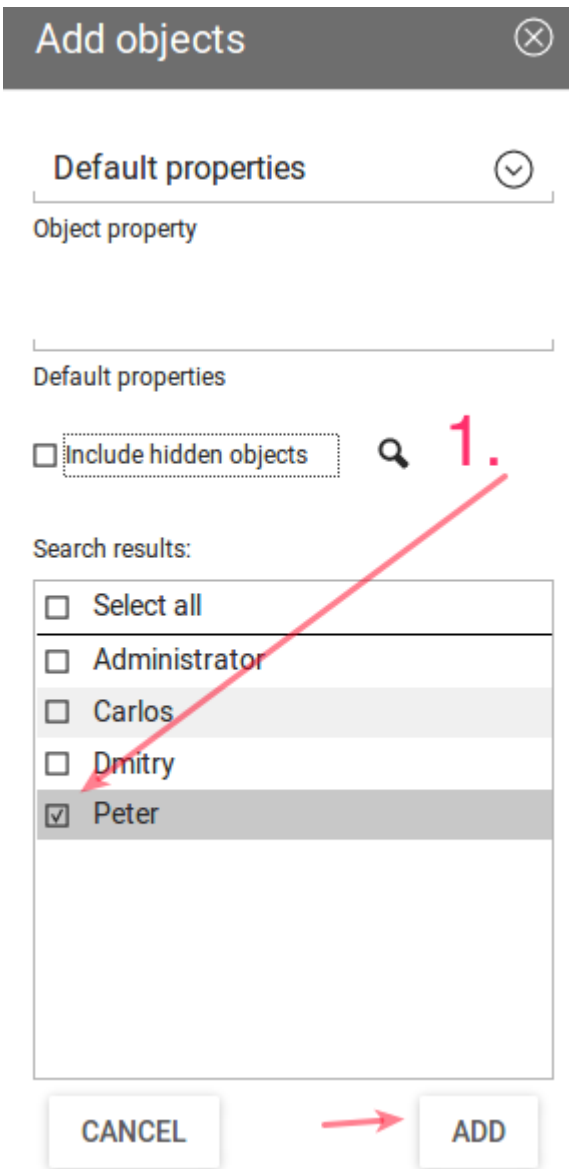 Add objects
Default properties
Object property
Default properties
Include hidden objects
1.
Search results:
Select all
Administrator
Carlos
Dmitry
Peter
CANCEL ADD